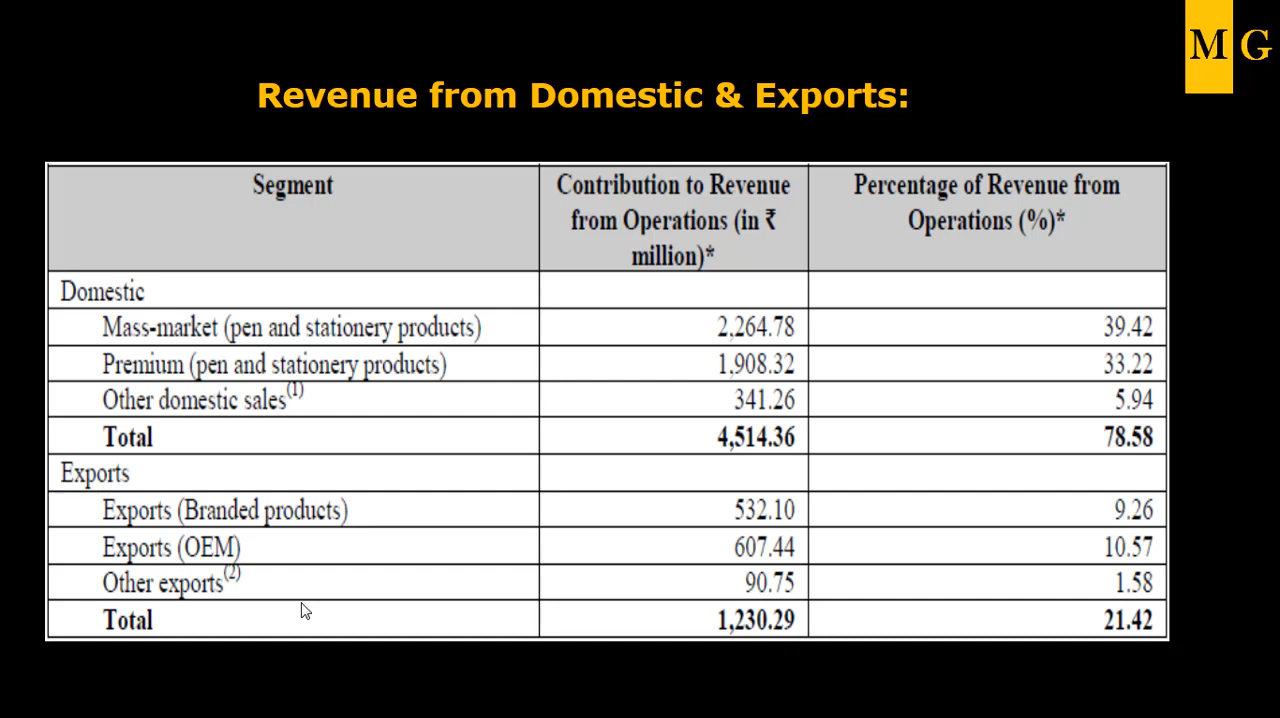 M G
Revenue from Domestic & Exports:
Segment Contribution to Revenue from Operations (in ₹ million)* Percentage of Revenue from Operations (%)*
Domestic
Mass-market (pen and stationery products) 2,264.78 39.42
Premium (pen and stationery products) 1,908.32 33.22
Other domestic sales(1) 341.26 5.94
Total 4,514.36 78.58
Exports
Exports (Branded products) 532.10 9.26
Exports (OEM) 607.44 10.57
Other exports(2) 90.75 1.58
Total 1,230.29 21.42